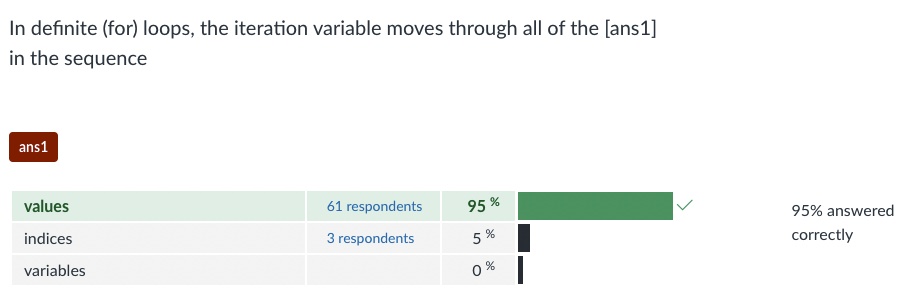 In definite (for) loops, the iteration variable moves through all of the [ans1]
in the sequence
ans1
values 61 respondents 95 %
indices 3 respondents 5 %
variables 0 %
95% answered
correctly